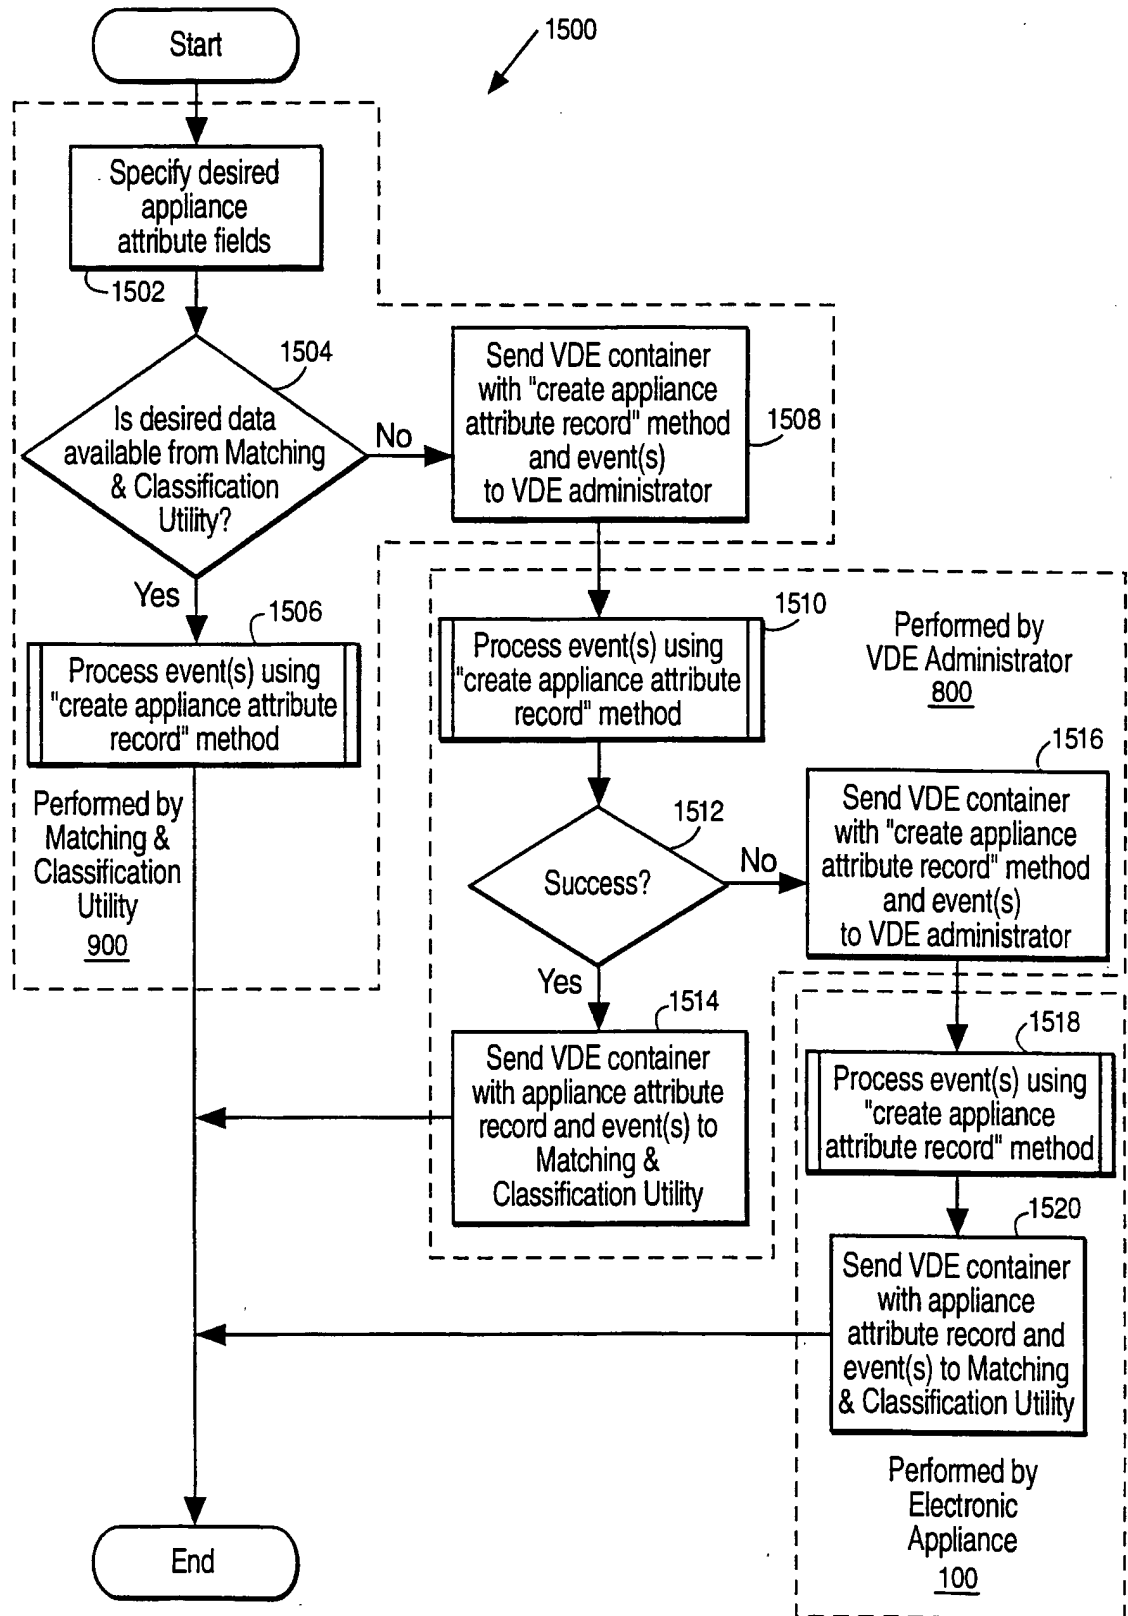 Start
1500
Specify desired
appliance
attribute fields
1502
1504
Is desired data
available from Matching
& Classification
Utility?
No
Send VDE container
with "create appliance
attribute record" method
and event(s)
to VDE administrator
1508
Yes
1506
Process event(s) using
"create appliance attribute
record" method
Performed by
Matching &
Classification
Utility
900
1510
Process event(s) using
"create appliance attribute
record" method
Performed by
VDE Administrator
800
1512
Success?
No
1516
Send VDE container
with "create appliance
attribute record" method
and event(s)
to VDE administrator
Yes
1514
Send VDE container
with appliance attribute
record and event(s) to
Matching &
Classification Utility
1518
Process event(s) using
"create appliance
attribute record" method
1520
Send VDE container
with appliance
attribute record and
event(s) to Matching
& Classification Utility
Performed by
Electronic
Appliance
100
End